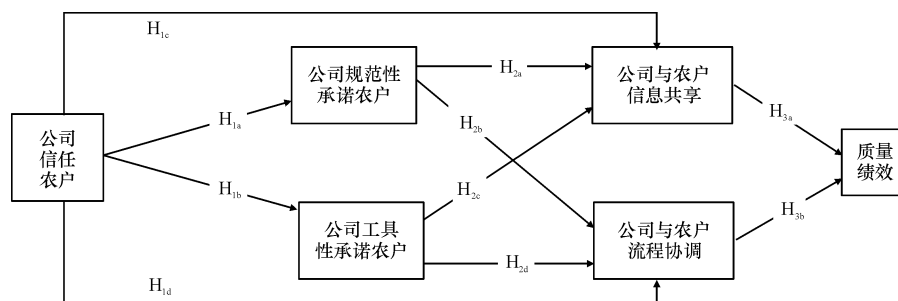 H1c
公司规范性
承诺农户
H2a
公司与农户
信息共享
H1a
H2b
H3a
公司
信任
农户
质量
绩效
H1b
H2c
H3b
公司工具
性承诺农户
H2d
公司与农户
流程协调
H1d